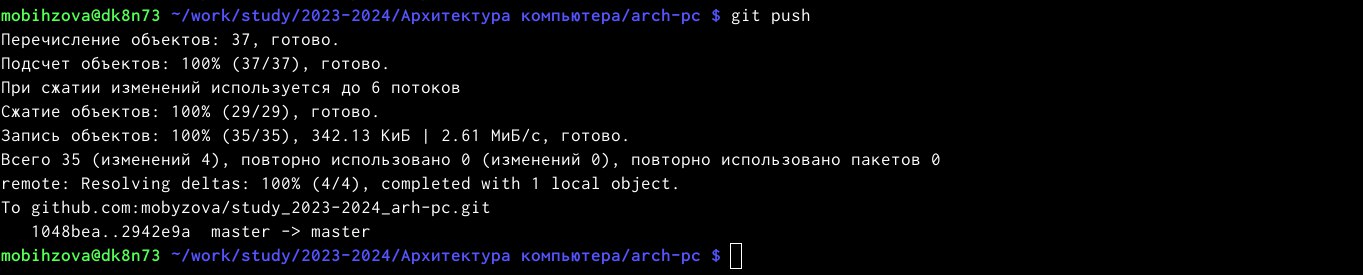 mobihzova@dk8n73 ~/work/study/2023-2024/Архитектура компьютера/arch-pc $ git push
Перечисление объектов: 37, готово.
Подсчет объектов: 100% (37/37), готово.
При сжатии изменений используется до 6 потоков
Сжатие объектов: 100% (29/29), готово.
Запись объектов: 100% (35/35), 342.13 КиБ | 2.61 МиБ/с, готово.
Всего 35 (изменений 4), повторно использовано 0 (изменений 0), повторно использовано пакетов 0
remote: Resolving deltas: 100% (4/4), completed with 1 local object.
To github.com:mobyzova/study_2023-2024_arh-pc.git
   1048bea..2942e9a  master -> master
mobihzova@dk8n73 ~/work/study/2023-2024/Архитектура компьютера/arch-pc $